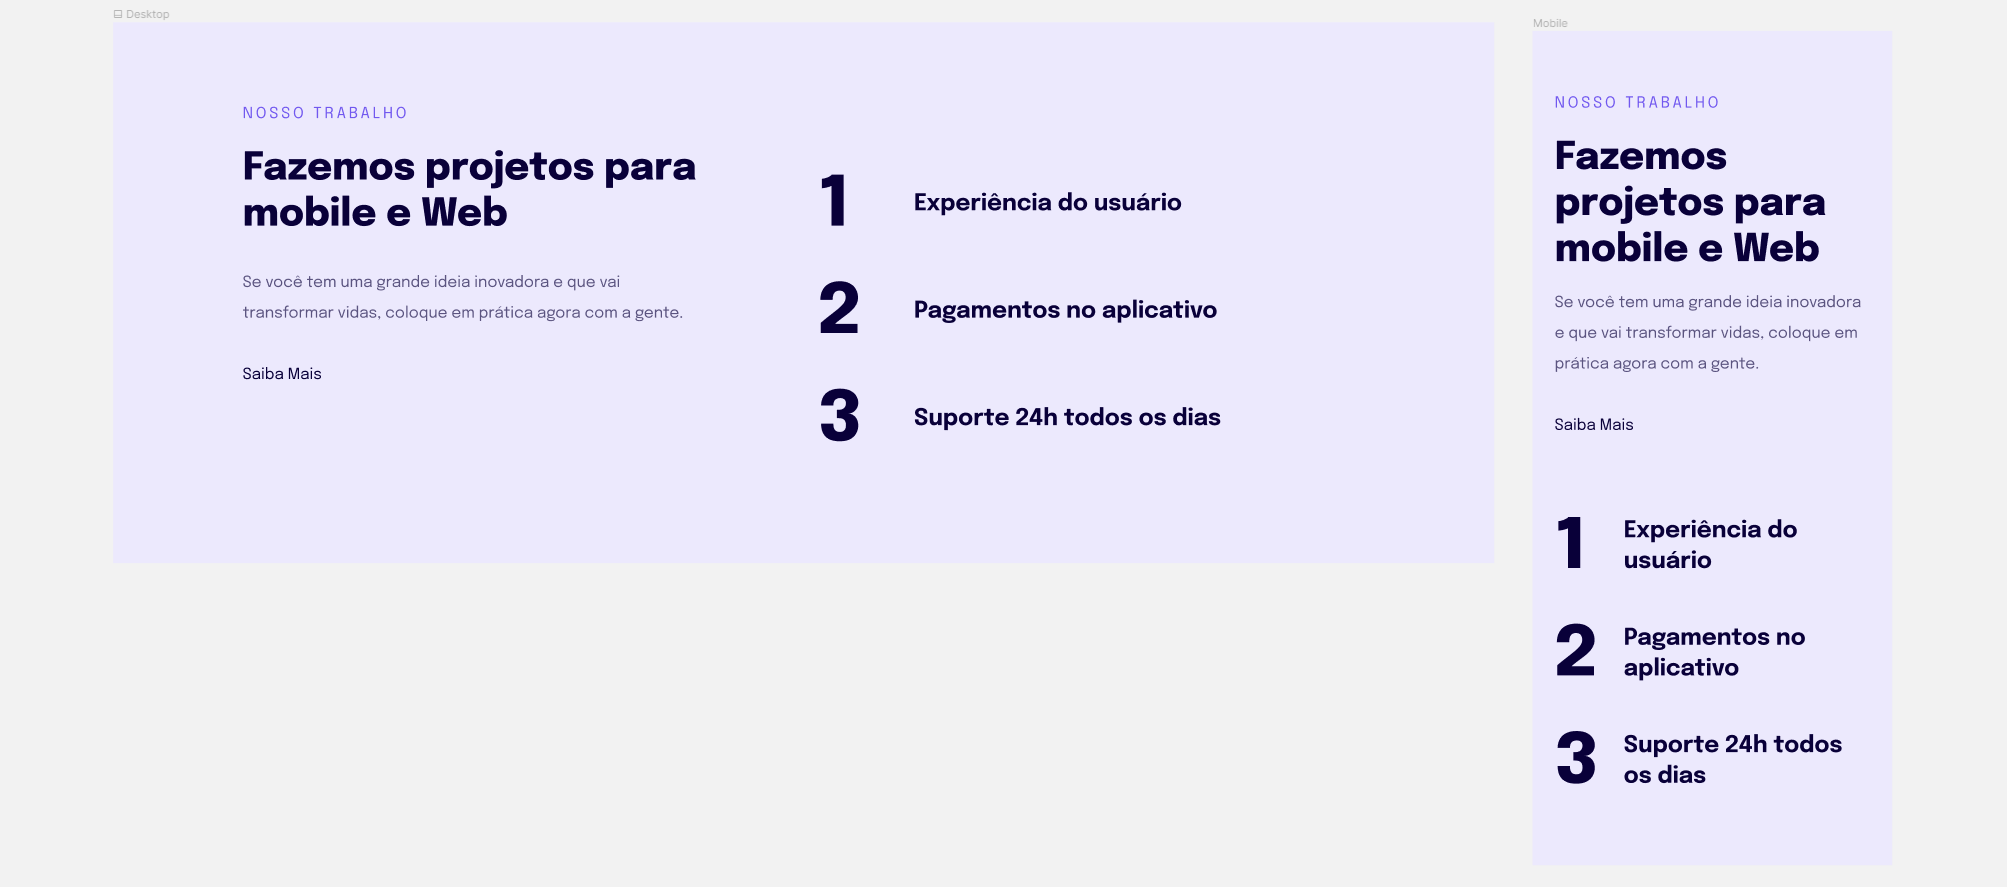 Desktop
NOSSO TRABALHO
Fazemos projetos para
mobile e Web
Se você tem uma grande ideia inovadora e que vai
transformar vidas, coloque em prática agora com a gente.
Saiba Mais
1 Experiência do usuário
2 Pagamentos no aplicativo
3 Suporte 24h todos os dias
Mobile
NOSSO TRABALHO
Fazemos
projetos para
mobile e Web
Se você tem uma grande ideia inovadora
e que vai transformar vidas, coloque em
prática agora com a gente.
Saiba Mais
1 Experiência do
usuário
2 Pagamentos no
aplicativo
3 Suporte 24h todos
os dias